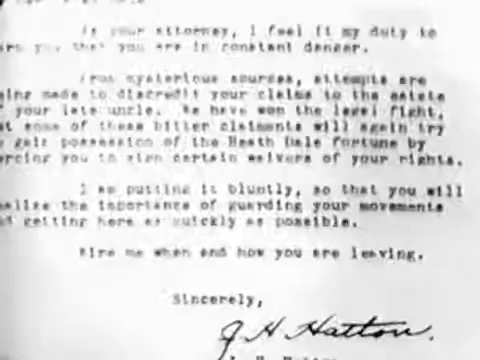 As your attorney, I feel it my duty to
you that you are in constant danger.
From mysterious sources, attempts are
made to discredit your claims to the estate
your late uncle. We have won the legal fight,
some of these bitter claimants will again try
gain possession of the Heath Dale fortune by
you to sign certain waivers of your rights.
I am putting it bluntly, so that you will
the importance of guarding your movements
getting here as quickly as possible.
Wire me when and how you are leaving.
Sincerely,
J H Hatton.